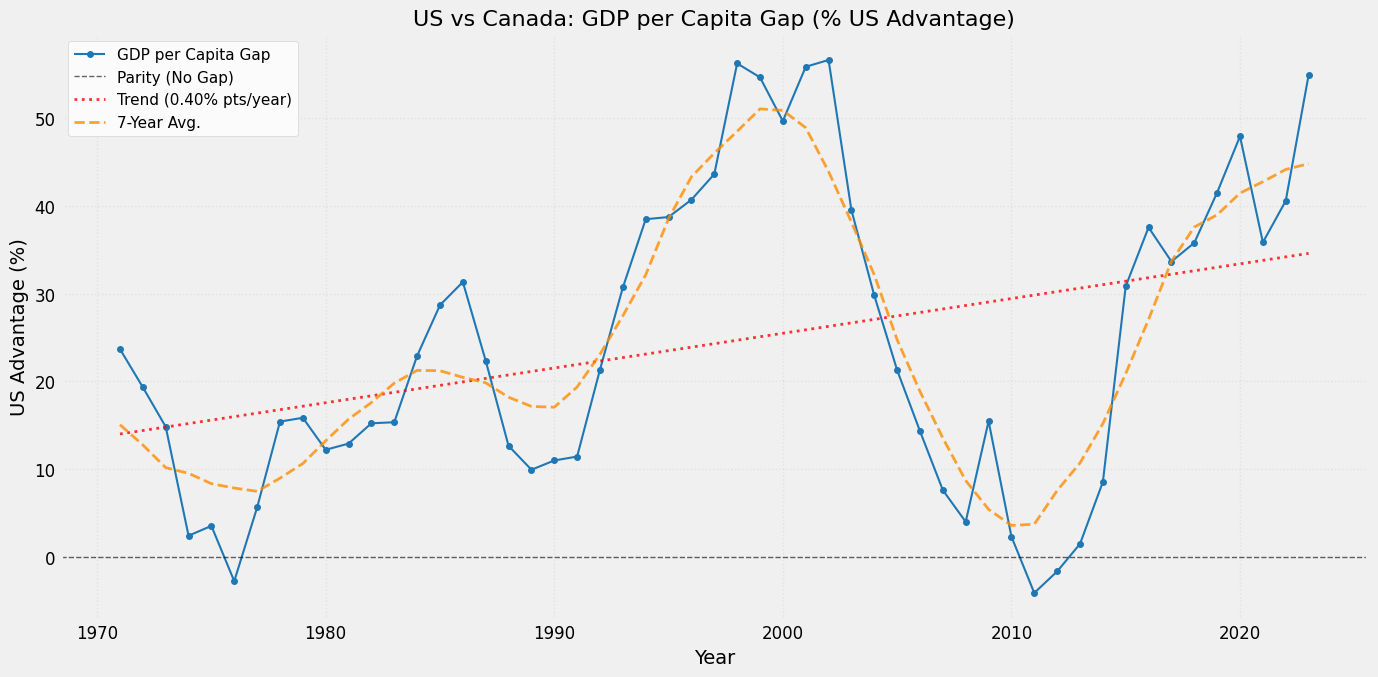 US vs Canada: GDP per Capita Gap (% US Advantage)
GDP per Capita Gap
Parity (No Gap)
Trend (0.40% pts/year)
7-Year Avg.
US Advantage (%)
50
40
30
20
10
0
1970 1980 1990 2000 2010 2020
Year